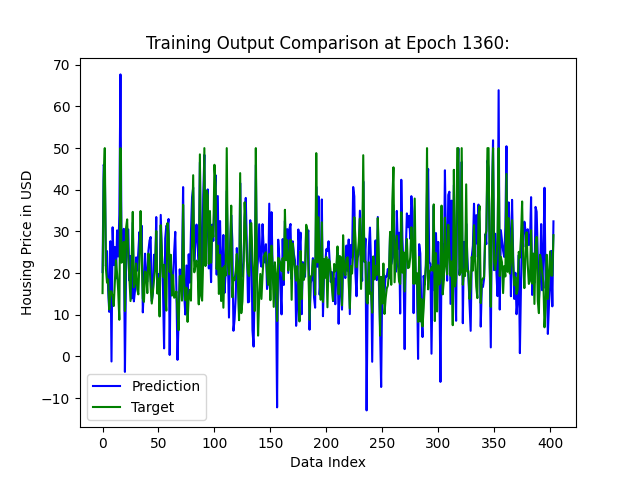 Training Output Comparison at Epoch 1360:
70
60
50
40
30
20
10
0
−10
Housing Price in USD
Prediction
Target
0 50 100 150 200 250 300 350 400
Data Index